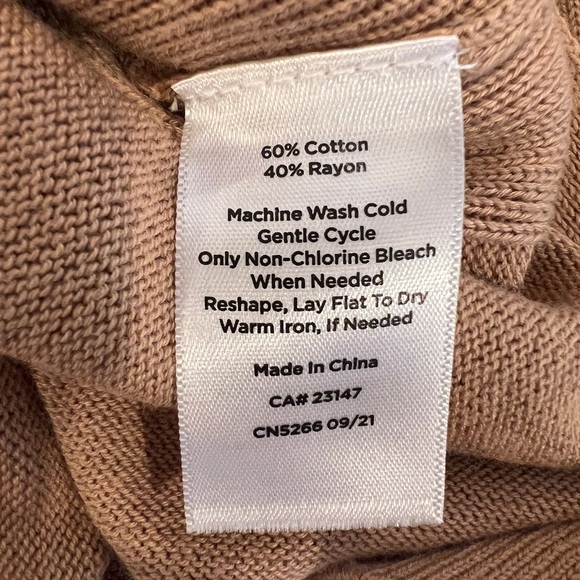 60% Cotton
40% Rayon
Machine Wash Cold
Gentle Cycle
Only Non-Chlorine Bleach
When Needed
Reshape, Lay Flat To Dry
Warm Iron, If Needed
Made In China
CA# 23147
CN5266 09/21